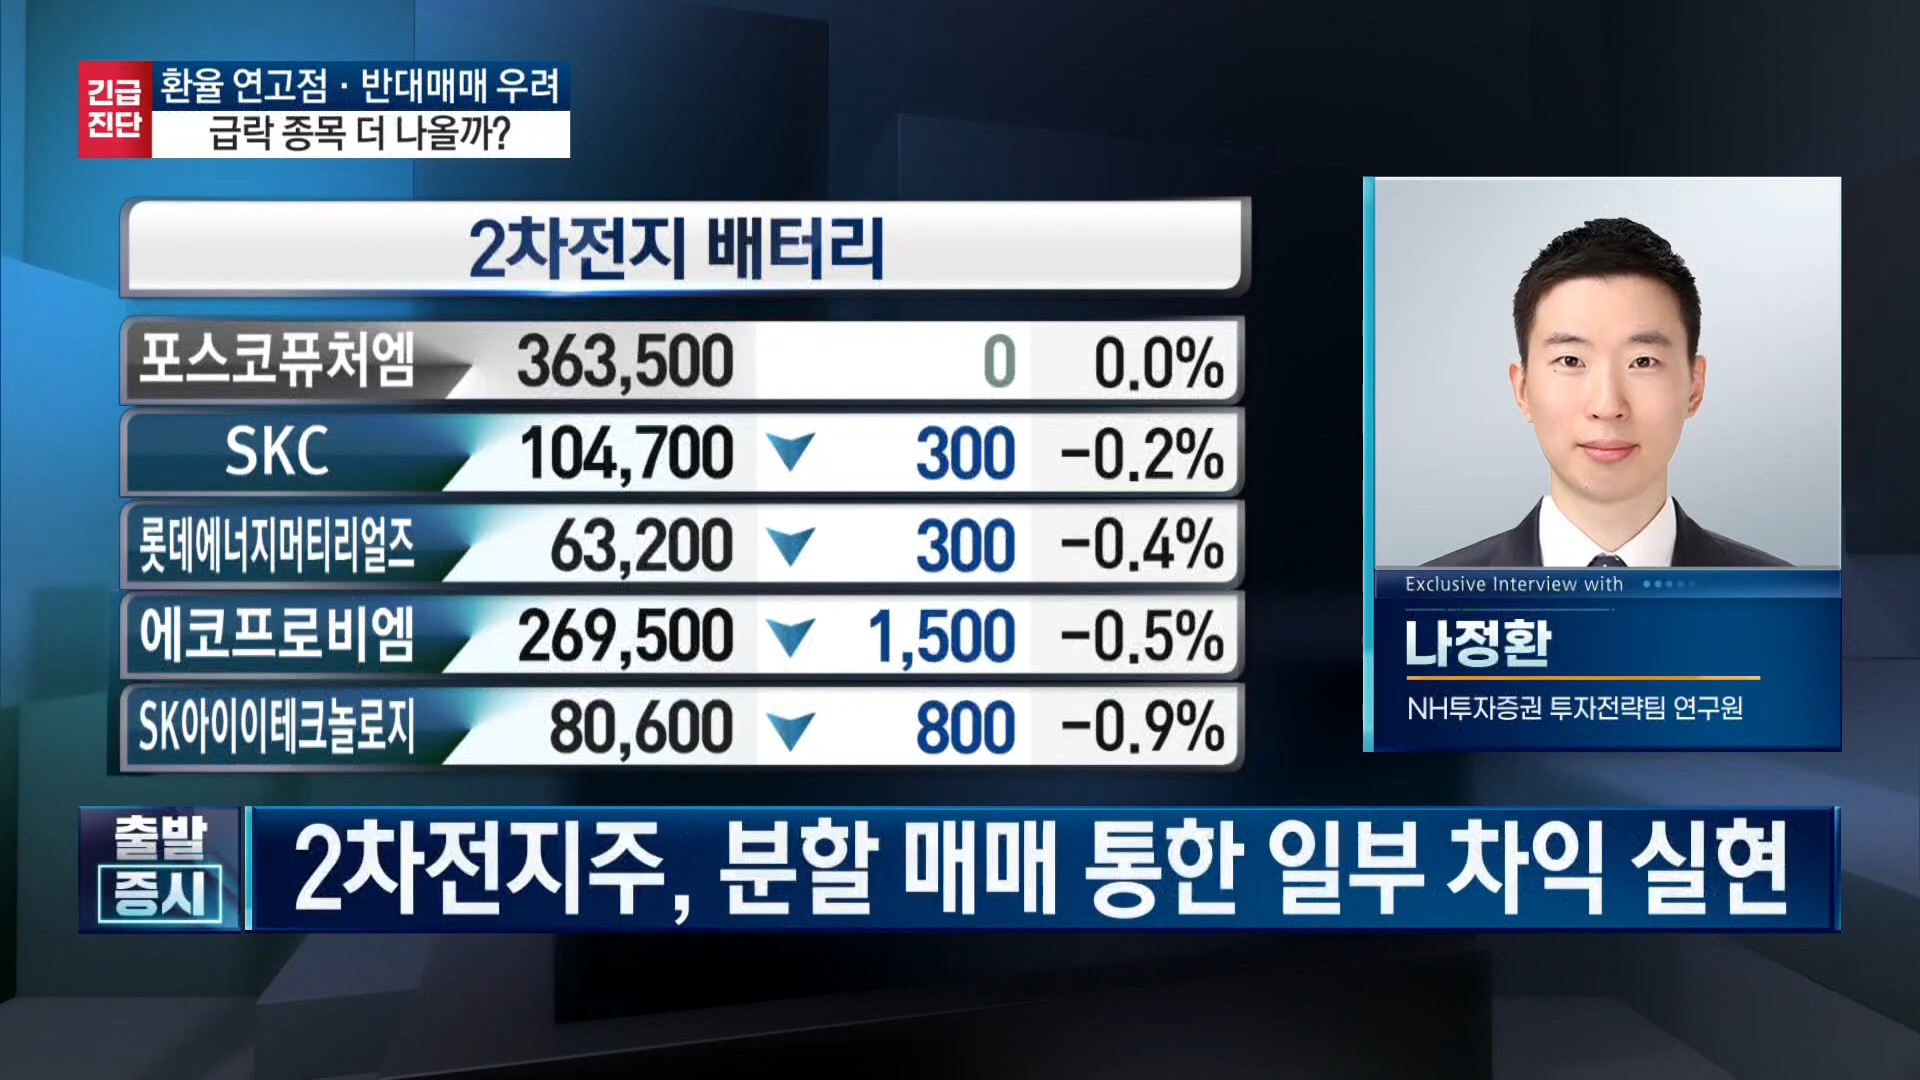 긴급
진단
환율 연고점 · 반대매매 우려
급락 종목 더 나올까?
2차전지 배터리
포스코퓨처엠 363,500 0 0.0%
SKC 104,700 ▼ 300 -0.2%
롯데에너지머티리얼즈 63,200 ▼ 300 -0.4%
에코프로비엠 269,500 ▼ 1,500 -0.5%
SK아이이테크놀로지 80,600 ▼ 800 -0.9%
Exclusive Interview with
나정환
NH투자증권 투자전략팀 연구원
출발
증시
2차전지주, 분할 매매 통한 일부 차익 실현